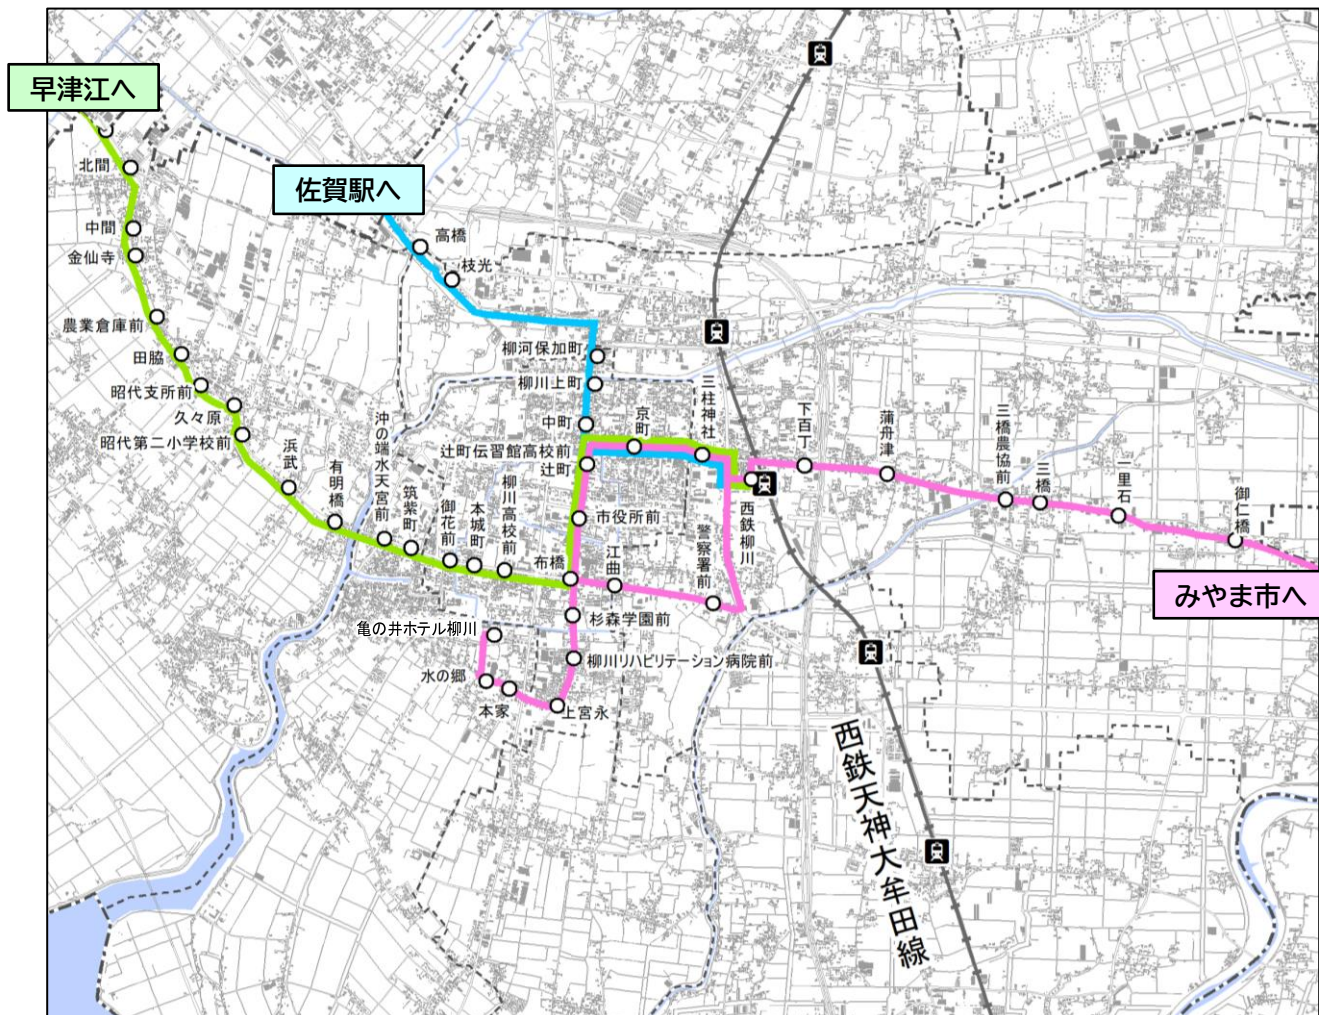 早津江へ
北間
中間
金仙寺
農業倉庫前
田脇
昭代支所前
久々原
昭代第二小学校前
浜武
有明橋
沖の端水天宮前
筑紫町
御花前
本城町
柳川高校前
布橋
佐賀駅へ
高橋
枝光
柳河保加町
柳川上町
中町
辻町伝習館高校前
辻町
京町
三柱神社
市役所前
江曲
警察署前
西鉄柳川
下百丁
蒲舟津
三橋農協前
三橋
一里石
御仁橋
みやま市へ
杉森学園前
柳川リハビリテーション病院前
上宮永
本家
水の郷
亀の井ホテル柳川
西鉄天神大牟田線